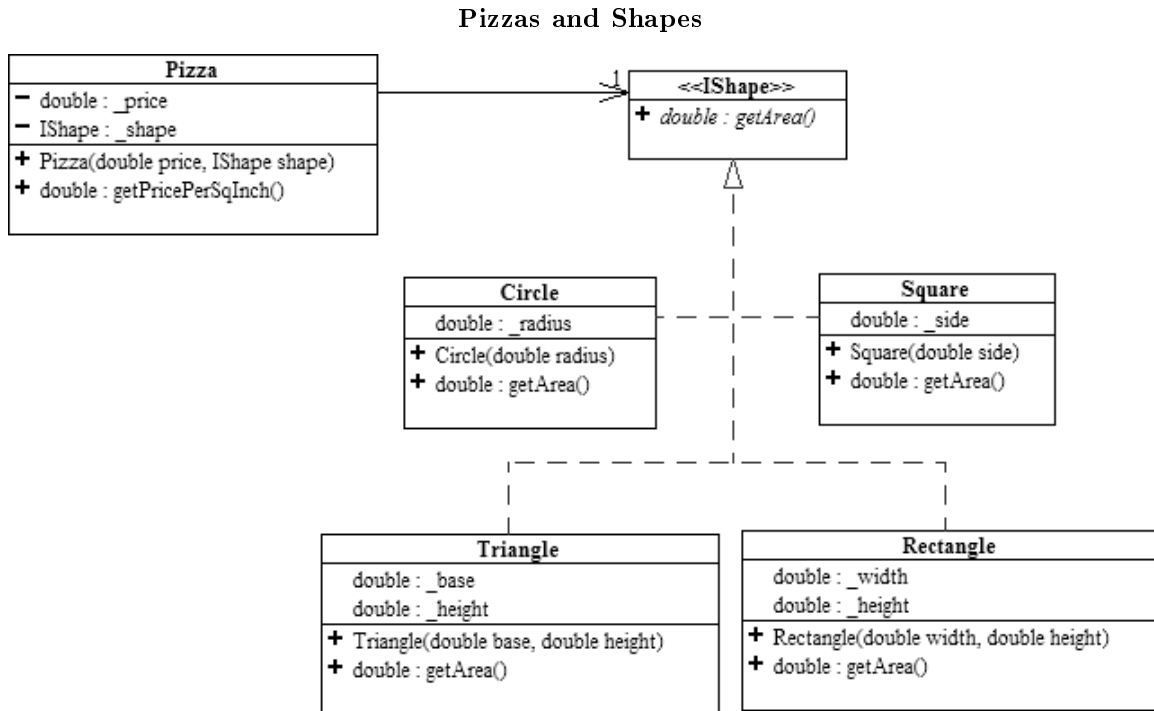 Pizzas and Shapes
Pizza
- double : _price
- IShape : _shape
+ Pizza(double price, IShape shape)
+ double : getPricePerSqInch()
1
<<IShape>>
+ double : getArea()
Circle
double : _radius
+ Circle(double radius)
+ double : getArea()
Square
double : _side
+ Square(double side)
+ double : getArea()
Triangle
double : _base
double : _height
+ Triangle(double base, double height)
+ double : getArea()
Rectangle
double : _width
double : _height
+ Rectangle(double width, double height)
+ double : getArea()